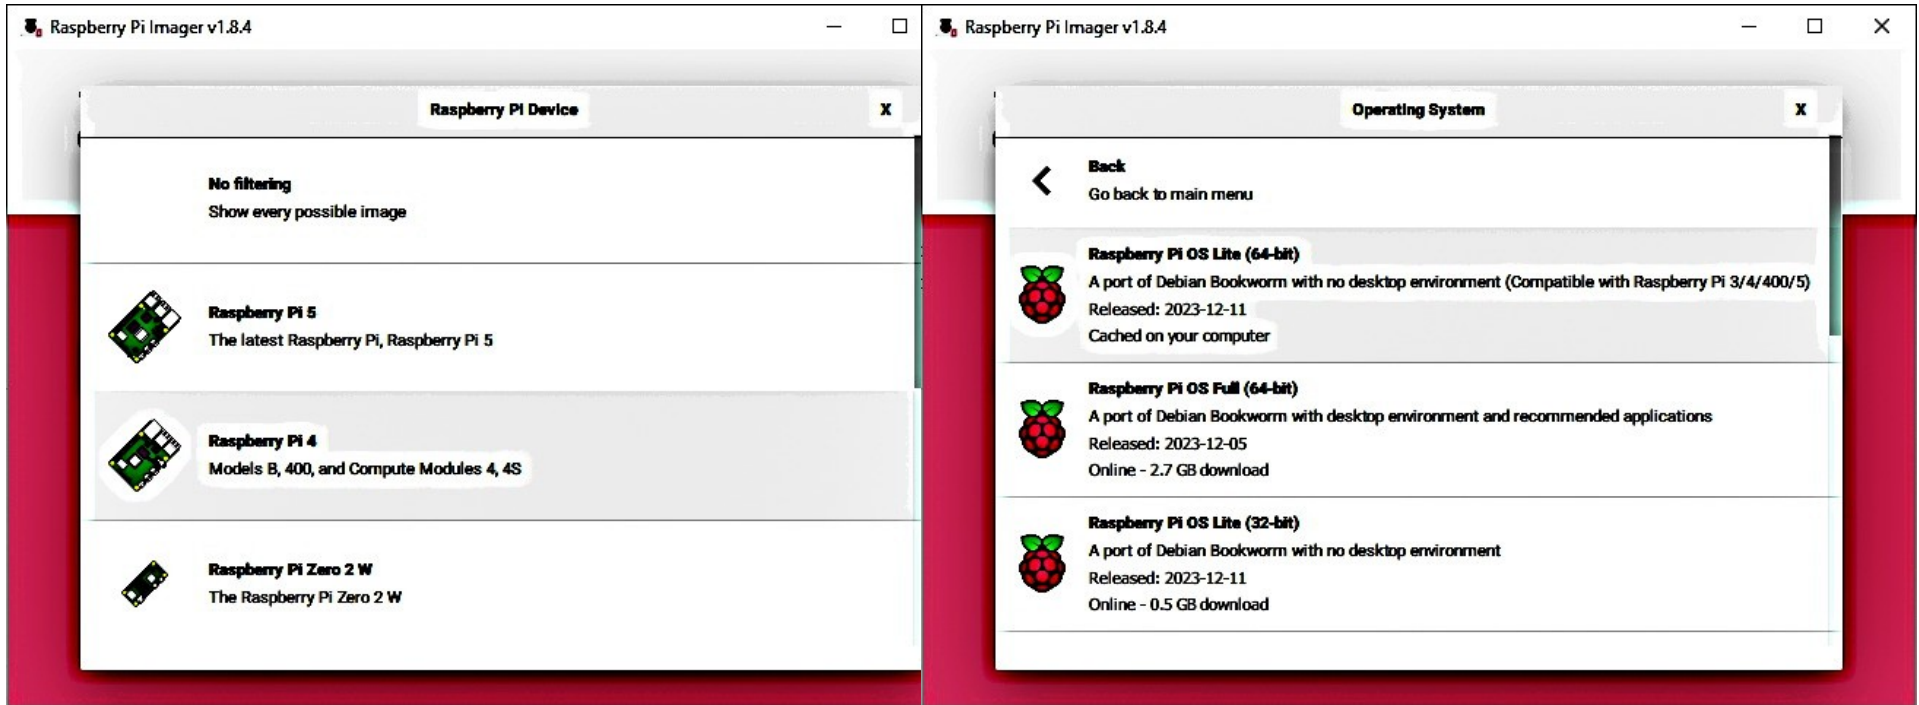 Raspberry Pi Imager v1.8.4
Raspberry Pi Device
X
No filtering
Show every possible image
Raspberry Pi 5
The latest Raspberry Pi, Raspberry Pi 5
Raspberry Pi 4
Models B, 400, and Compute Modules 4, 4S
Raspberry Pi Zero 2 W
The Raspberry Pi Zero 2 W
Raspberry Pi Imager v1.8.4
Operating System
X
Back
Go back to main menu
Raspberry Pi OS Lite (64-bit)
A port of Debian Bookworm with no desktop environment (Compatible with Raspberry Pi 3/4/400/5)
Released: 2023-12-11
Cached on your computer
Raspberry Pi OS Full (64-bit)
A port of Debian Bookworm with desktop environment and recommended applications
Released: 2023-12-05
Online - 2.7 GB download
Raspberry Pi OS Lite (32-bit)
A port of Debian Bookworm with no desktop environment
Released: 2023-12-11
Online - 0.5 GB download